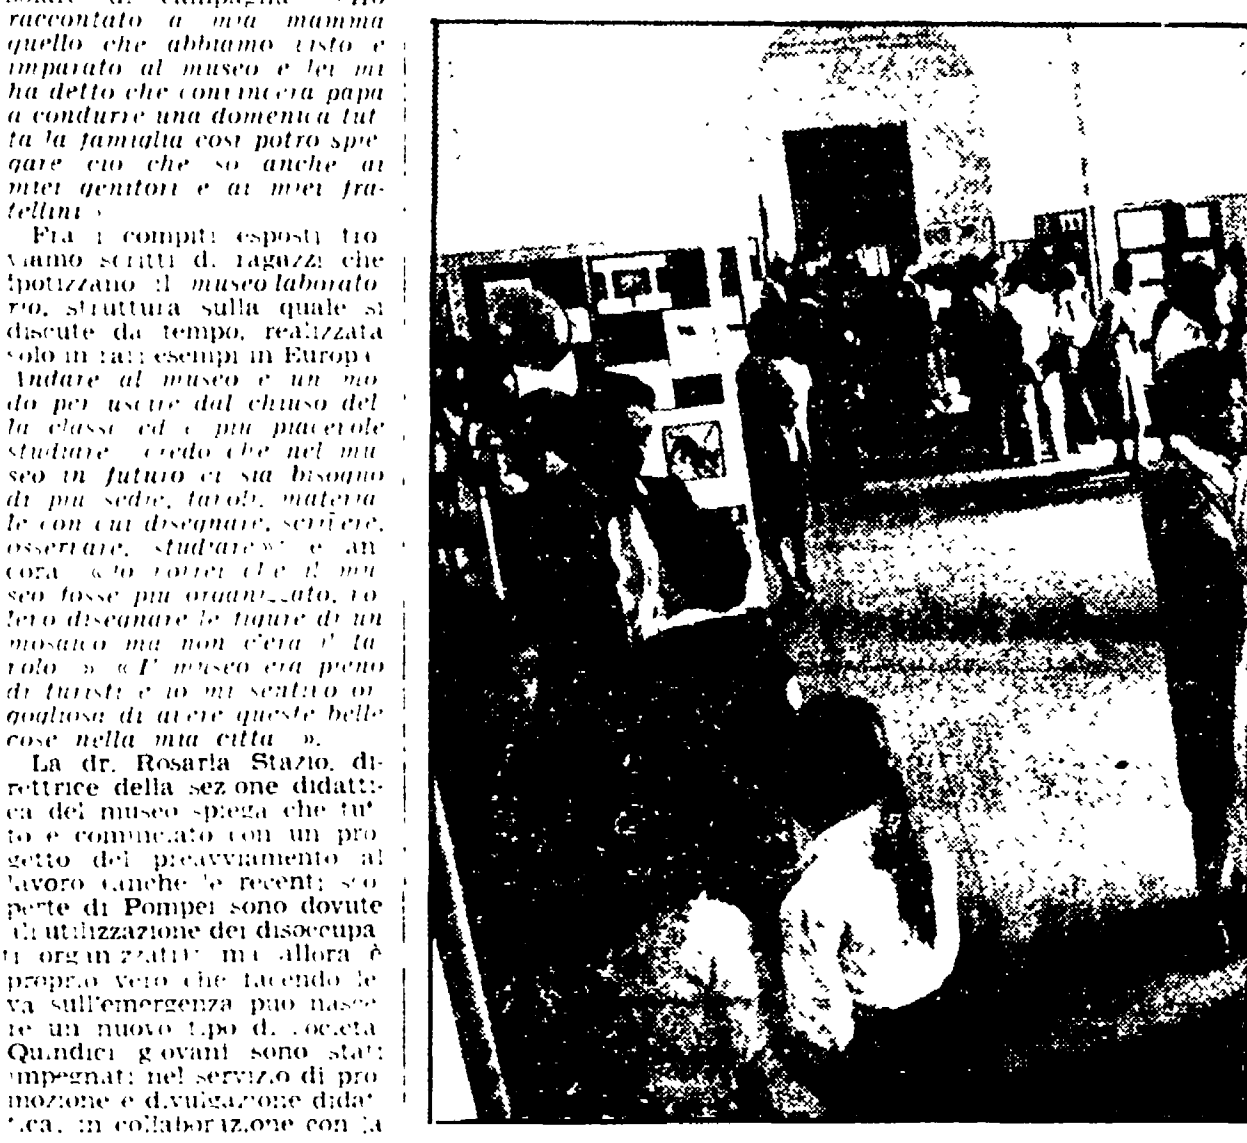 raccontato a mia mamma
quello che abbiamo visto e
imparato al museo e lei mi
ha detto che convincerà papà
a condurre una domenica tut
ta la famiglia così potrò spie
gare ciò che so anche ai
miei genitori e ai miei fra-
tellini »
Fra i compiti esposti tro
viamo scritti di ragazzi che
ipotizzano il museo laborato
rio, struttura sulla quale si
discute da tempo, realizzata
solo in rari esempi in Europa
Andare al museo è un mo
do per uscire dal chiuso del
la classe ed è più piacevole
studiare credo che nel mu
seo in futuro ci sia bisogno
di più sedie, tavoli, materia
le con cui disegnare, scrivere,
osservare, studiare» e an
cora «Io vorrei che il mu
seo fosse più organizzato, vo
levo disegnare le figure di un
mosaico ma non c'era il ta
volo » « Il museo era pieno
di turisti e io mi sentivo or
gogliosa di avere queste belle
cose nella mia città ».
La dr. Rosaria Stazio, di-
rettrice della sezione didatti-
ca del museo spiega che tut
to è cominciato con un pro
getto del preavviamento al
lavoro (anche le recenti sco
perte di Pompei sono dovute
all'utilizzazione dei disoccupa
ti organizzati) ma allora è
proprio vero che facendo le
va sull'emergenza può nasce
re un nuovo tipo di società
Quindici giovani sono stati
impegnati nel servizio di pro
mozione e divulgazione didat
tica, in collaborazione con la